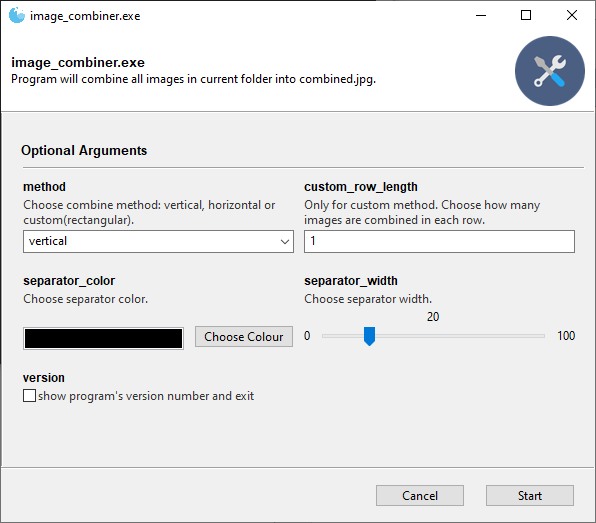 image_combiner.exe
image_combiner.exe
Program will combine all images in current folder into combined.jpg.
Optional Arguments
method
Choose combine method: vertical, horizontal or
custom(rectangular).
vertical
custom_row_length
Only for custom method. Choose how many
images are combined in each row.
1
separator_color
Choose separator color.
Choose Colour
separator_width
Choose separator width.
20
0
100
version
show program's version number and exit
Cancel
Start